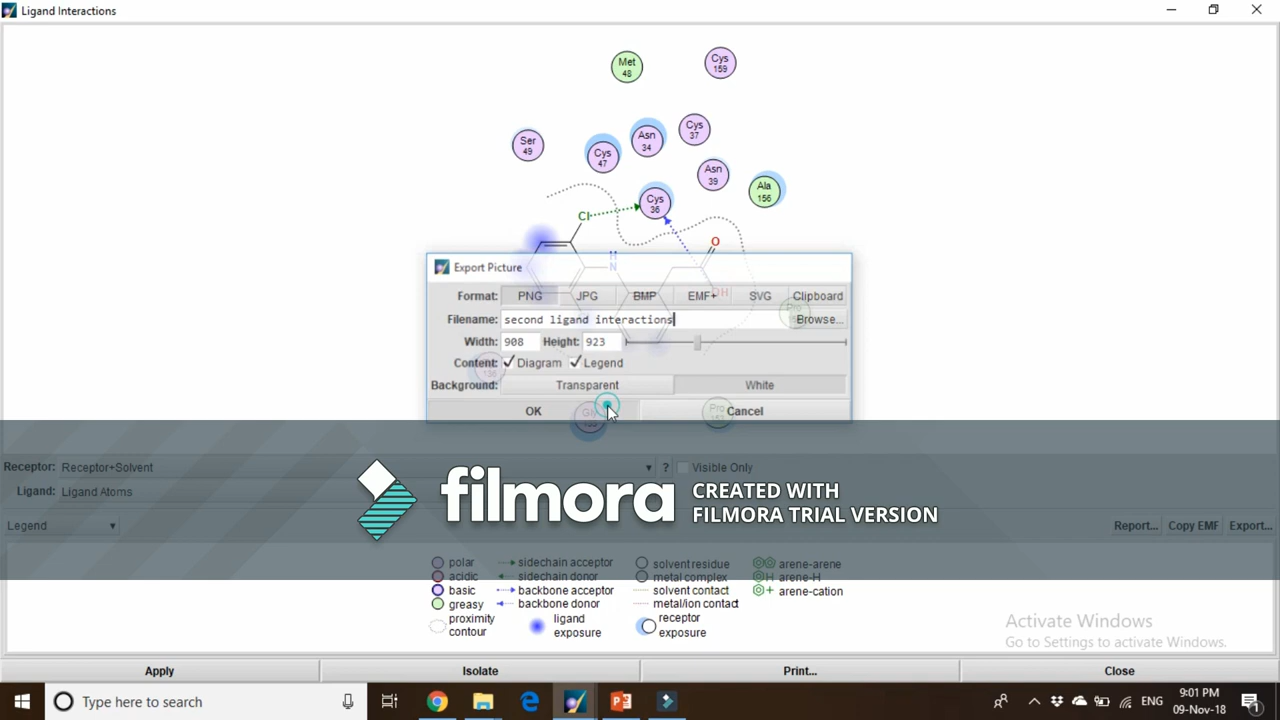 Ligand Interactions
Met
48
Cys
159
Ser
49
Cys
47
Asn
34
Cys
37
Asn
39
Ala
156
Cys
36
Cl
O
H
N
OH
Export Picture
Format: PNG JPG BMP EMF+ SVG Clipboard
Filename: second ligand interactions Browse...
Width: 908 Height: 923
Content: Diagram Legend
Background: Transparent White
OK Cancel
Receptor: Receptor+Solvent ? Visible Only
Ligand: Ligand Atoms
filmora CREATED WITH
FILMORA TRIAL VERSION
Legend Report... Copy EMF Export...
polar sidechain acceptor solvent residue arene-arene
acidic sidechain donor metal complex arene-H
basic backbone acceptor solvent contact arene-cation
greasy backbone donor metal/ion contact
proximity
contour
ligand
exposure
receptor
exposure
Activate Windows
Go to Settings to activate Windows.
Apply Isolate Print... Close
Type here to search
ENG
9:01 PM
09-Nov-18
1